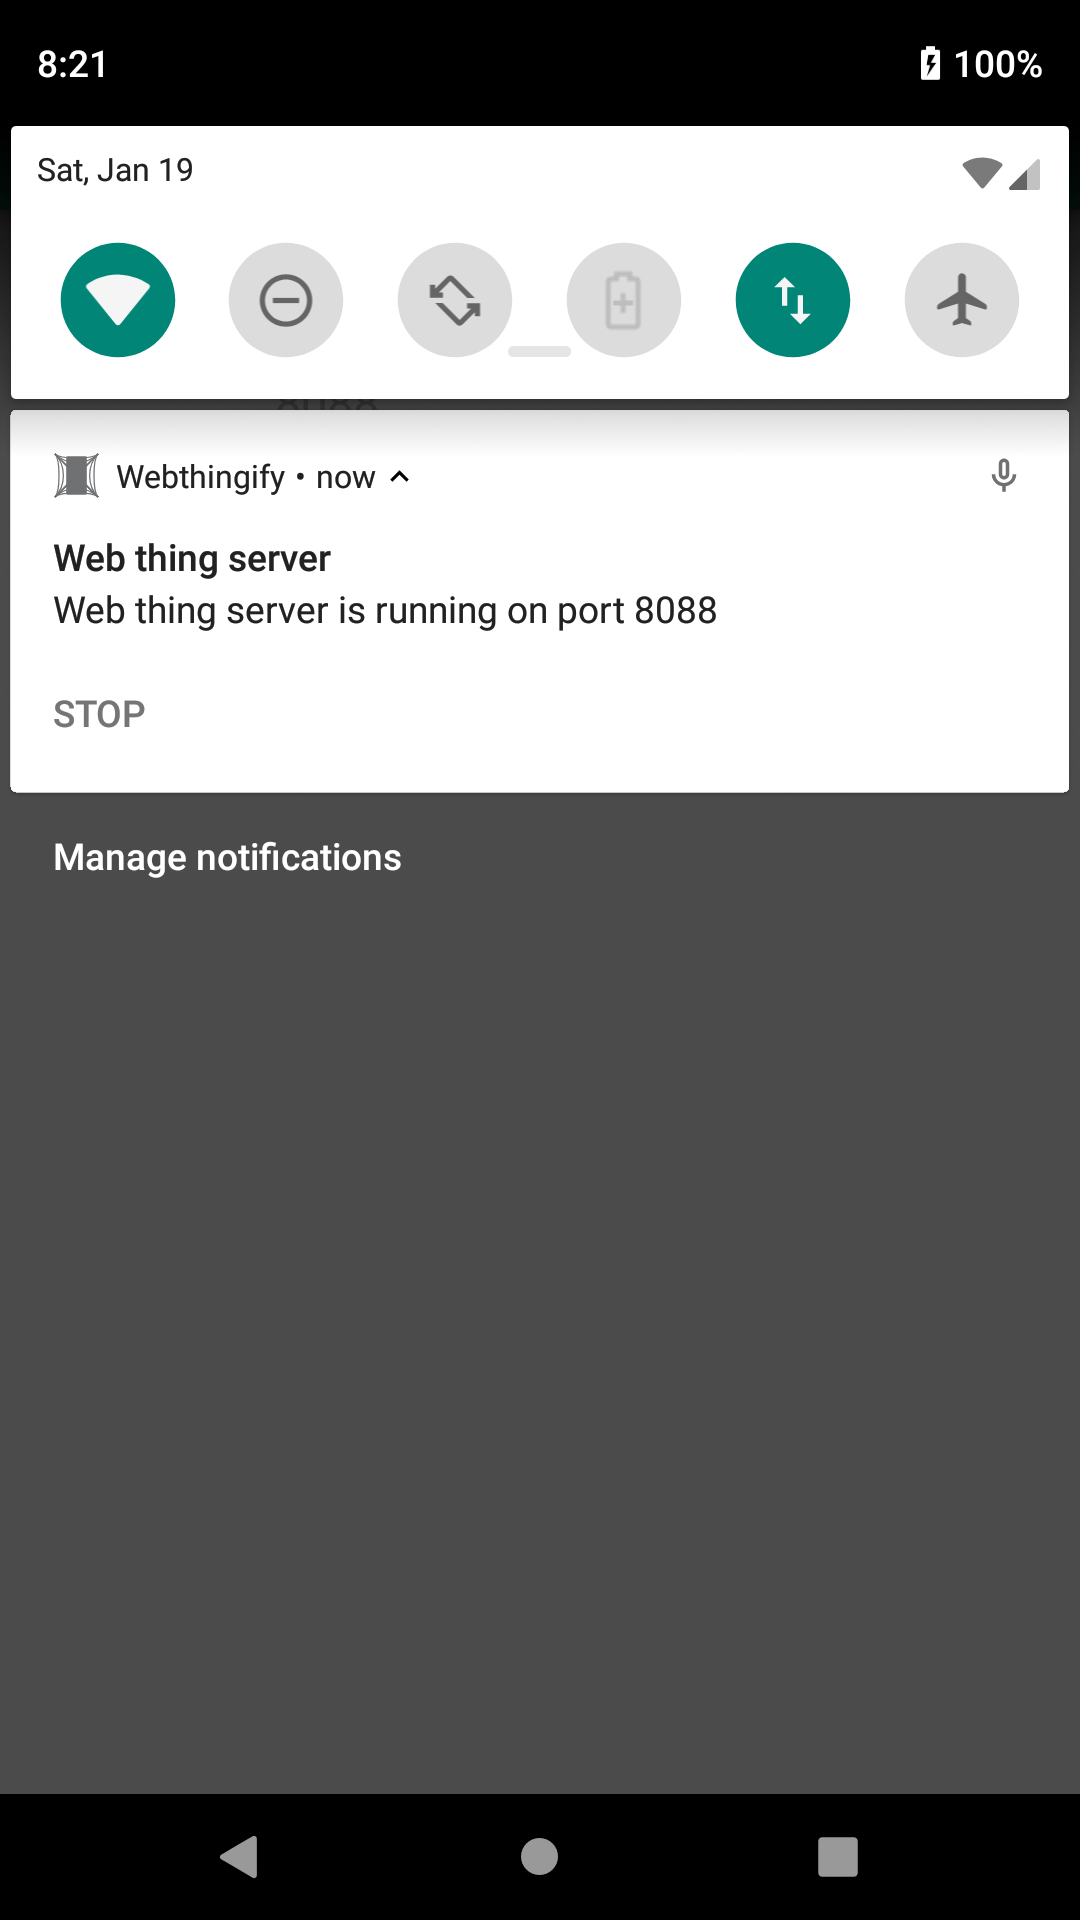 8:21 100%
Sat, Jan 19
Webthingify • now
Web thing server
Web thing server is running on port 8088
STOP
Manage notifications